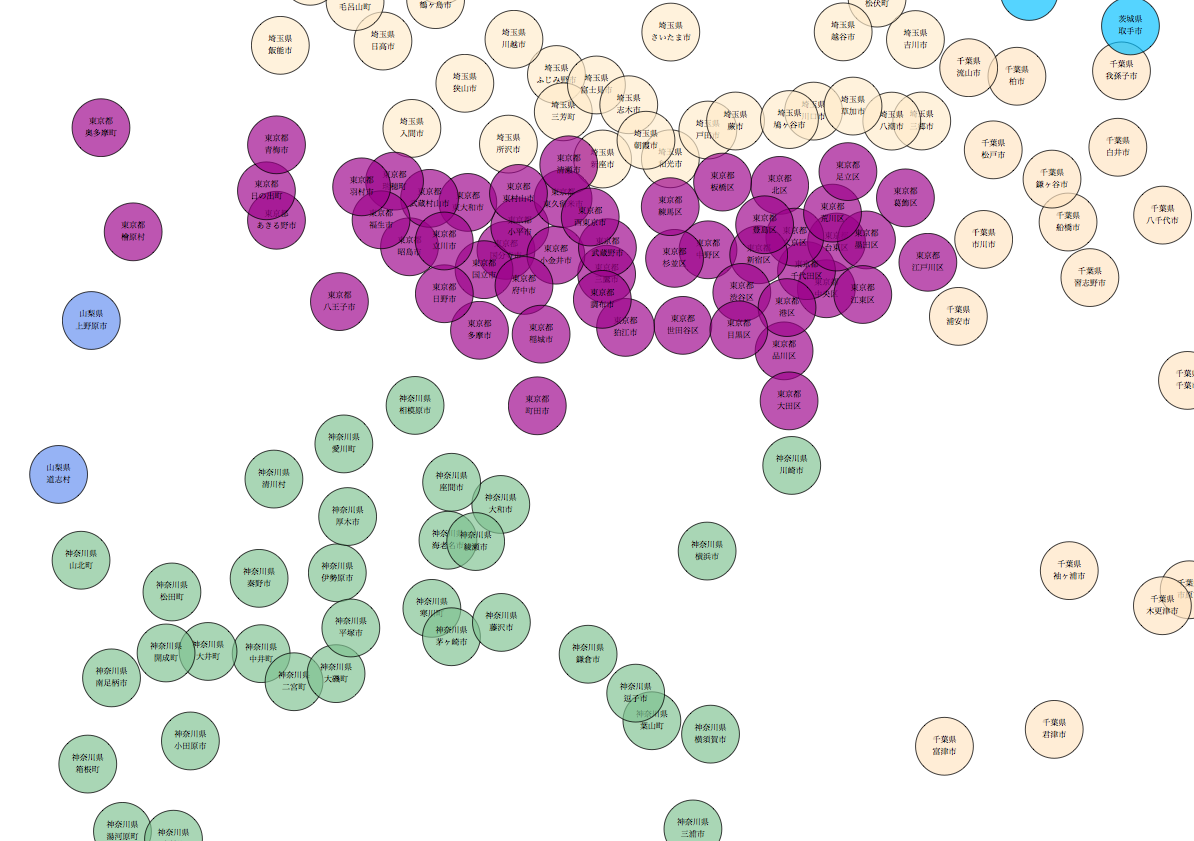 毛呂山町
鶴ヶ島市
松伏町
茨城県
取手市
埼玉県
飯能市
埼玉県
日高市
埼玉県
川越市
埼玉県
さいたま市
埼玉県
越谷市
埼玉県
吉川市
千葉県
流山市
千葉県
柏市
千葉県
我孫子市
埼玉県
狭山市
埼玉県
ふじみ野市
埼玉県
富士見市
埼玉県
志木市
埼玉県
三芳町
東京都
奥多摩町
東京都
青梅市
埼玉県
入間市
埼玉県
所沢市
埼玉県
朝霞市
埼玉県
戸田市
埼玉県
蕨市
埼玉県
鳩ヶ谷市
埼玉県
川口市
埼玉県
草加市
埼玉県
八潮市
埼玉県
三郷市
千葉県
松戸市
千葉県
白井市
東京都
清瀬市
埼玉県
新座市
埼玉県
和光市
東京都
日の出町
東京都
あきる野市
東京都
羽村市
東京都
瑞穂町
東京都
福生市
東京都
武蔵村山市
東京都
東大和市
東京都
東村山市
東京都
東久留米市
東京都
西東京市
東京都
練馬区
東京都
板橋区
東京都
北区
東京都
足立区
東京都
葛飾区
千葉県
鎌ヶ谷市
千葉県
船橋市
千葉県
八千代市
東京都
檜原村
東京都
昭島市
東京都
立川市
東京都
小平市
東京都
国立市
東京都
小金井市
東京都
武蔵野市
東京都
三鷹市
東京都
杉並区
東京都
中野区
東京都
新宿区
東京都
豊島区
東京都
文京区
東京都
荒川区
東京都
台東区
東京都
墨田区
東京都
江戸川区
千葉県
市川市
千葉県
習志野市
山梨県
上野原市
東京都
八王子市
東京都
日野市
東京都
府中市
東京都
調布市
東京都
渋谷区
東京都
千代田区
東京都
中央区
東京都
港区
東京都
江東区
千葉県
浦安市
東京都
多摩市
東京都
稲城市
東京都
狛江市
東京都
世田谷区
東京都
目黒区
東京都
品川区
神奈川県
相模原市
東京都
町田市
東京都
大田区
神奈川県
愛川町
神奈川県
川崎市
山梨県
道志村
神奈川県
清川村
神奈川県
座間市
神奈川県
大和市
神奈川県
厚木市
神奈川県
海老名市
神奈川県
綾瀬市
神奈川県
横浜市
神奈川県
山北町
神奈川県
松田町
神奈川県
秦野市
神奈川県
伊勢原市
千葉県
袖ヶ浦市
千葉県
木更津市
神奈川県
寒川町
神奈川県
茅ヶ崎市
神奈川県
藤沢市
神奈川県
平塚市
神奈川県
南足柄市
神奈川県
開成町
神奈川県
大井町
神奈川県
中井町
神奈川県
二宮町
神奈川県
大磯町
神奈川県
鎌倉市
神奈川県
逗子市
神奈川県
葉山町
神奈川県
横須賀市
神奈川県
小田原市
神奈川県
箱根町
千葉県
富津市
千葉県
君津市
神奈川県
湯河原町
神奈川県
神奈川県
三浦市